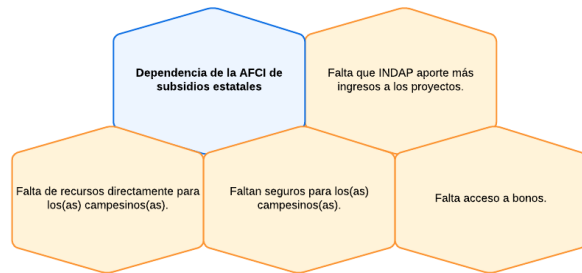 Dependencia de la AFCI de
subsidios estatales
Falta que INDAP aporte más
ingresos a los proyectos.
Falta de recursos directamente para
los(as) campesinos(as).
Faltan seguros para los(as)
campesinos(as).
Falta acceso a bonos.